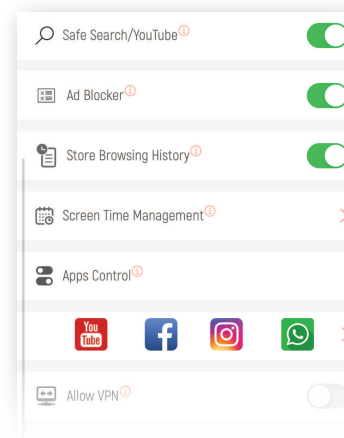 Safe Search/YouTube
Ad Blocker
Store Browsing History
Screen Time Management
Apps Control
You
Tube
Allow VPN